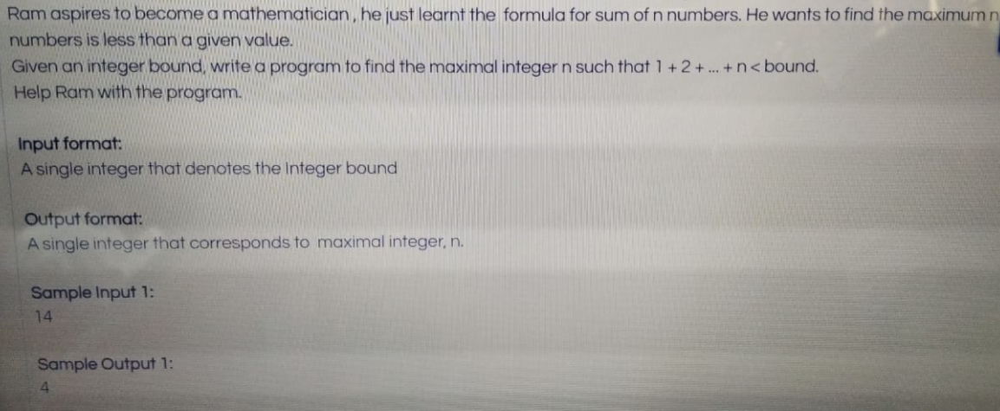 Ram aspires to become a mathematician, he just learnt the formula for sum of n numbers. He wants to find the maximum n
numbers is less than a given value.
Given an integer bound, write a program to find the maximal integer n such that 1 + 2 + ... + n < bound.
Help Ram with the program.
Input format:
A single integer that denotes the Integer bound
Output format:
A single integer that corresponds to maximal integer, n.
Sample Input 1:
14
Sample Output 1:
4